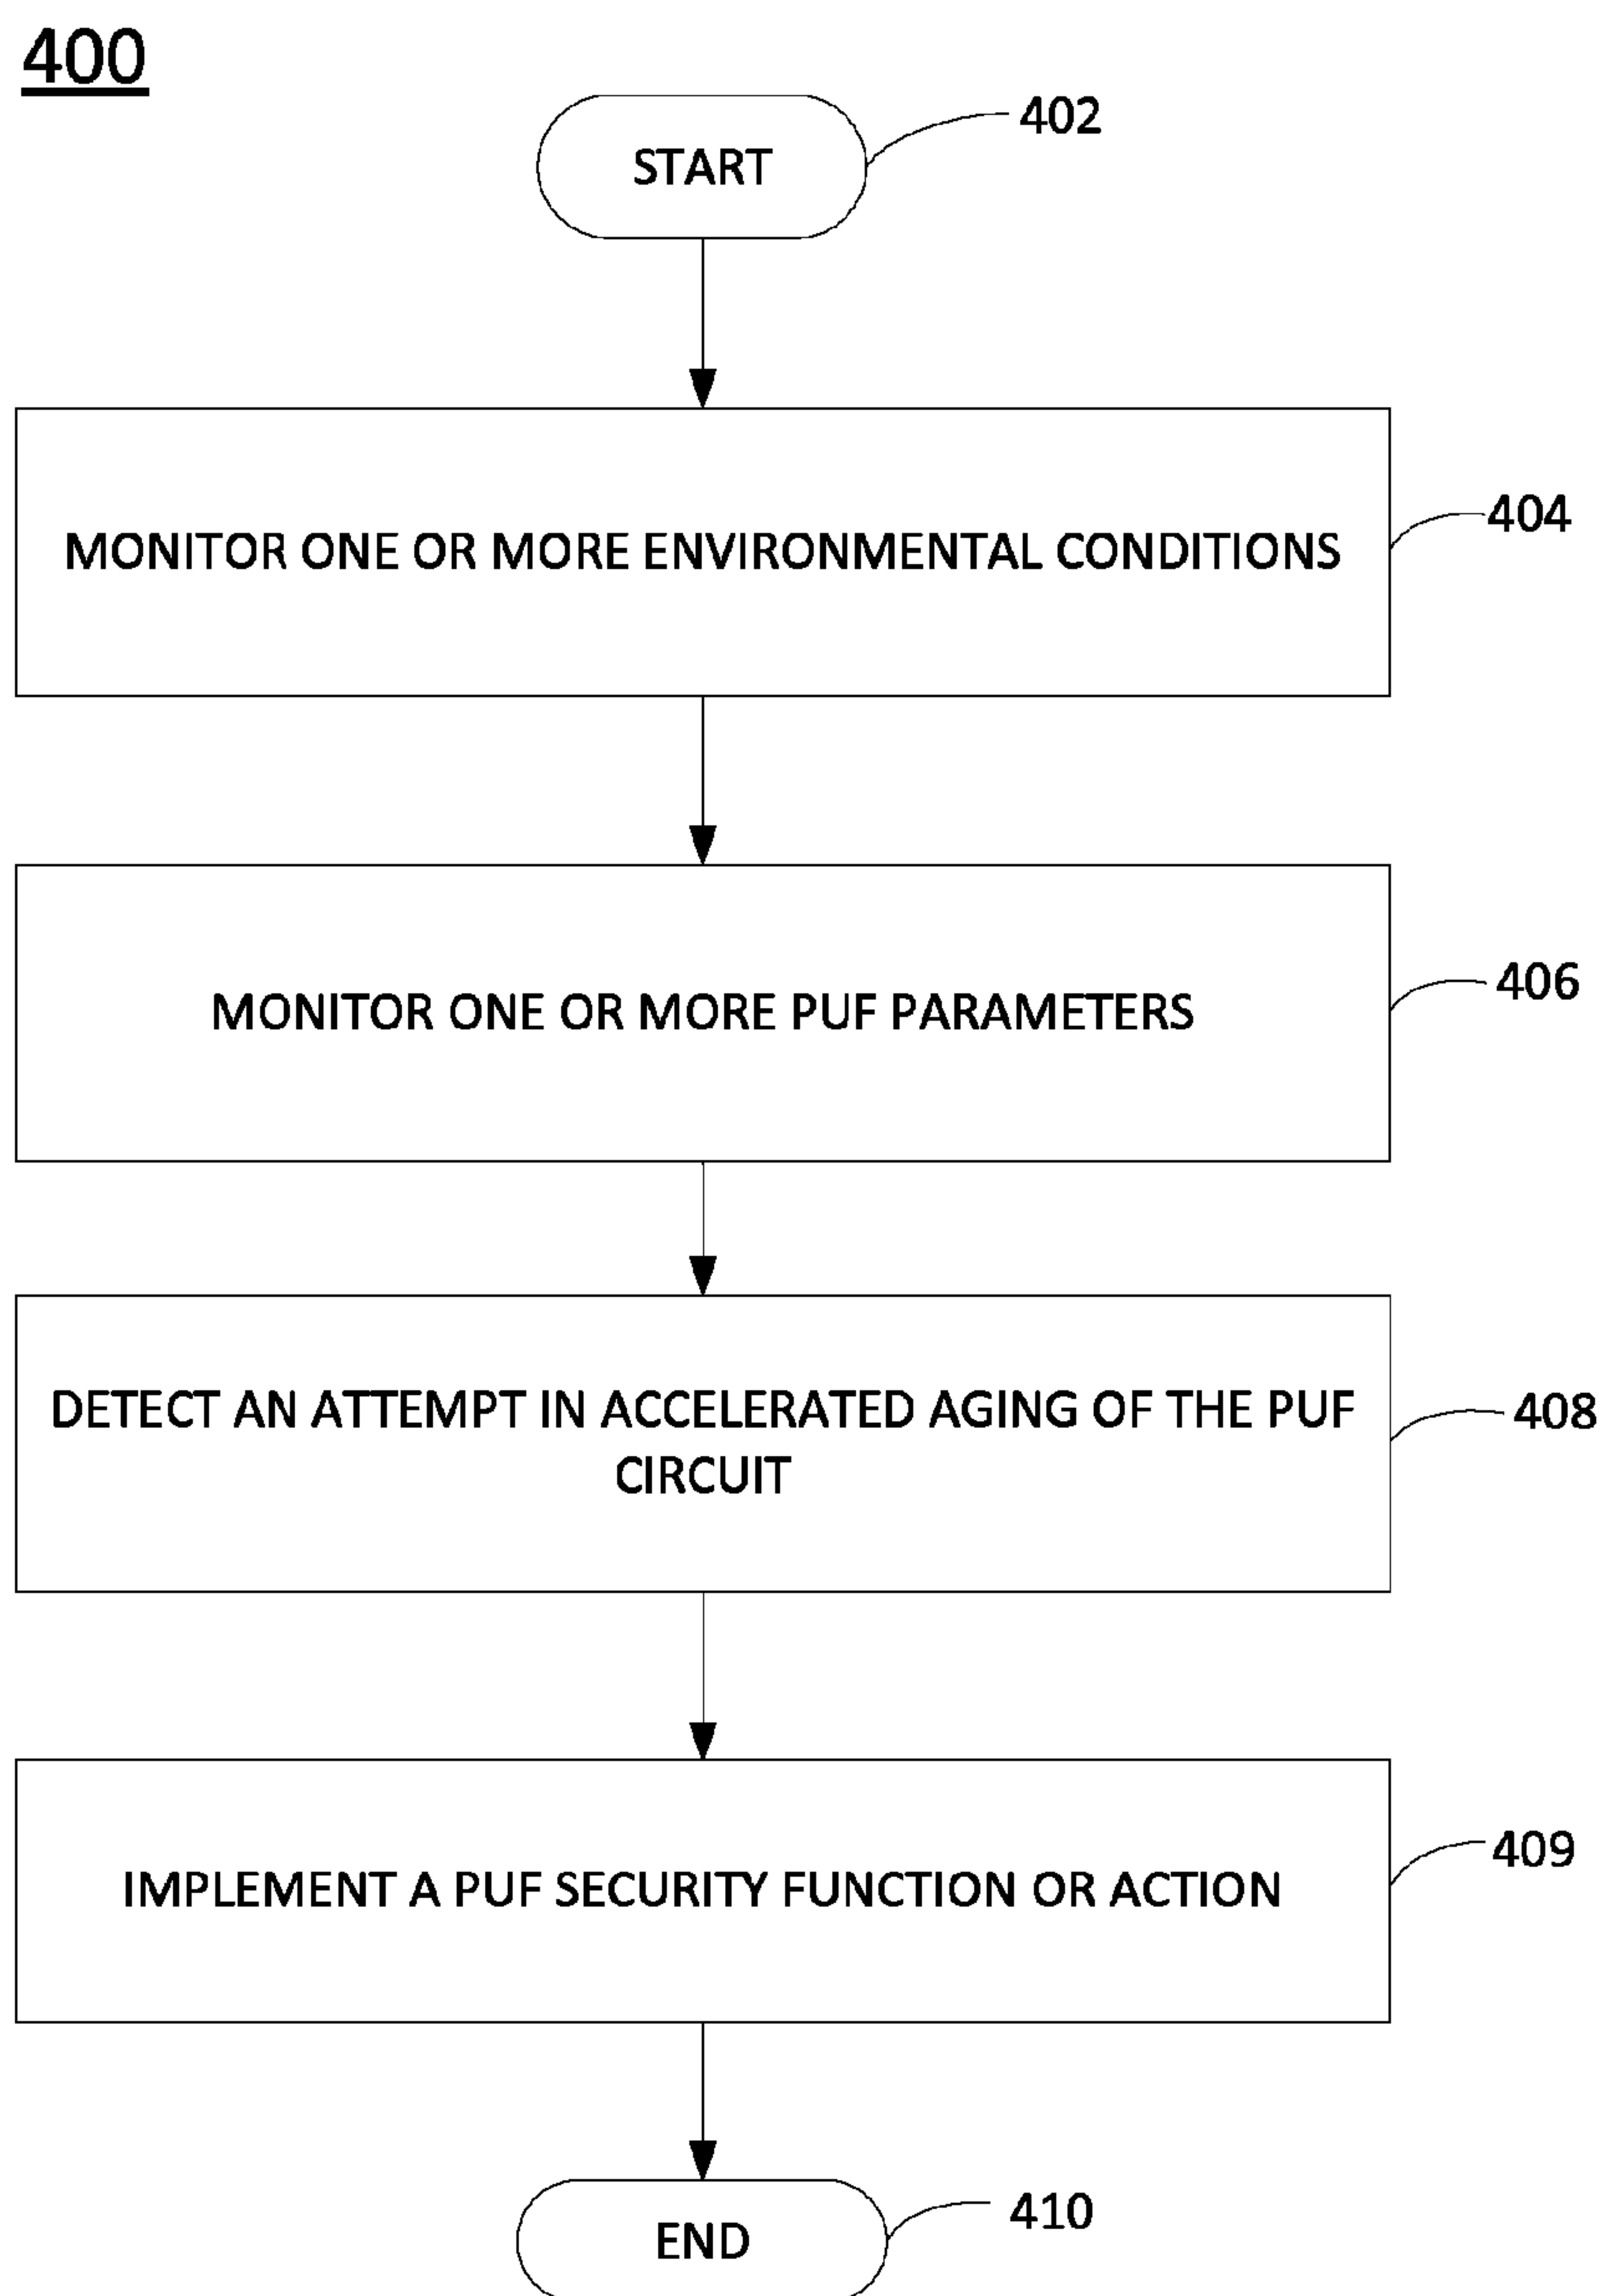 400
START
402
MONITOR ONE OR MORE ENVIRONMENTAL CONDITIONS
404
MONITOR ONE OR MORE PUF PARAMETERS
406
DETECT AN ATTEMPT IN ACCELERATED AGING OF THE PUF
CIRCUIT
408
IMPLEMENT A PUF SECURITY FUNCTION OR ACTION
409
END
410